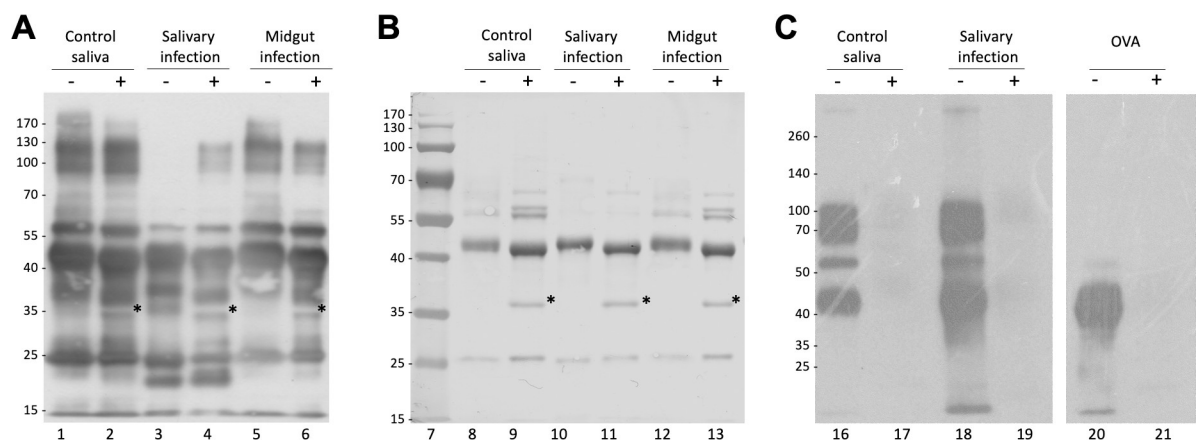 A
Control saliva
Salivary infection
Midgut infection
- + - + - +
170
130
100
70
55
40
35
25
15
*
*
*
1 2 3 4 5 6
B
Control saliva
Salivary infection
Midgut infection
- + - + - +
170
130
100
70
55
40
35
25
15
*
*
*
7 8 9 10 11 12 13
C
Control saliva
Salivary infection
OVA
- + - + - +
260
140
100
70
50
40
35
25
16 17 18 19 20 21